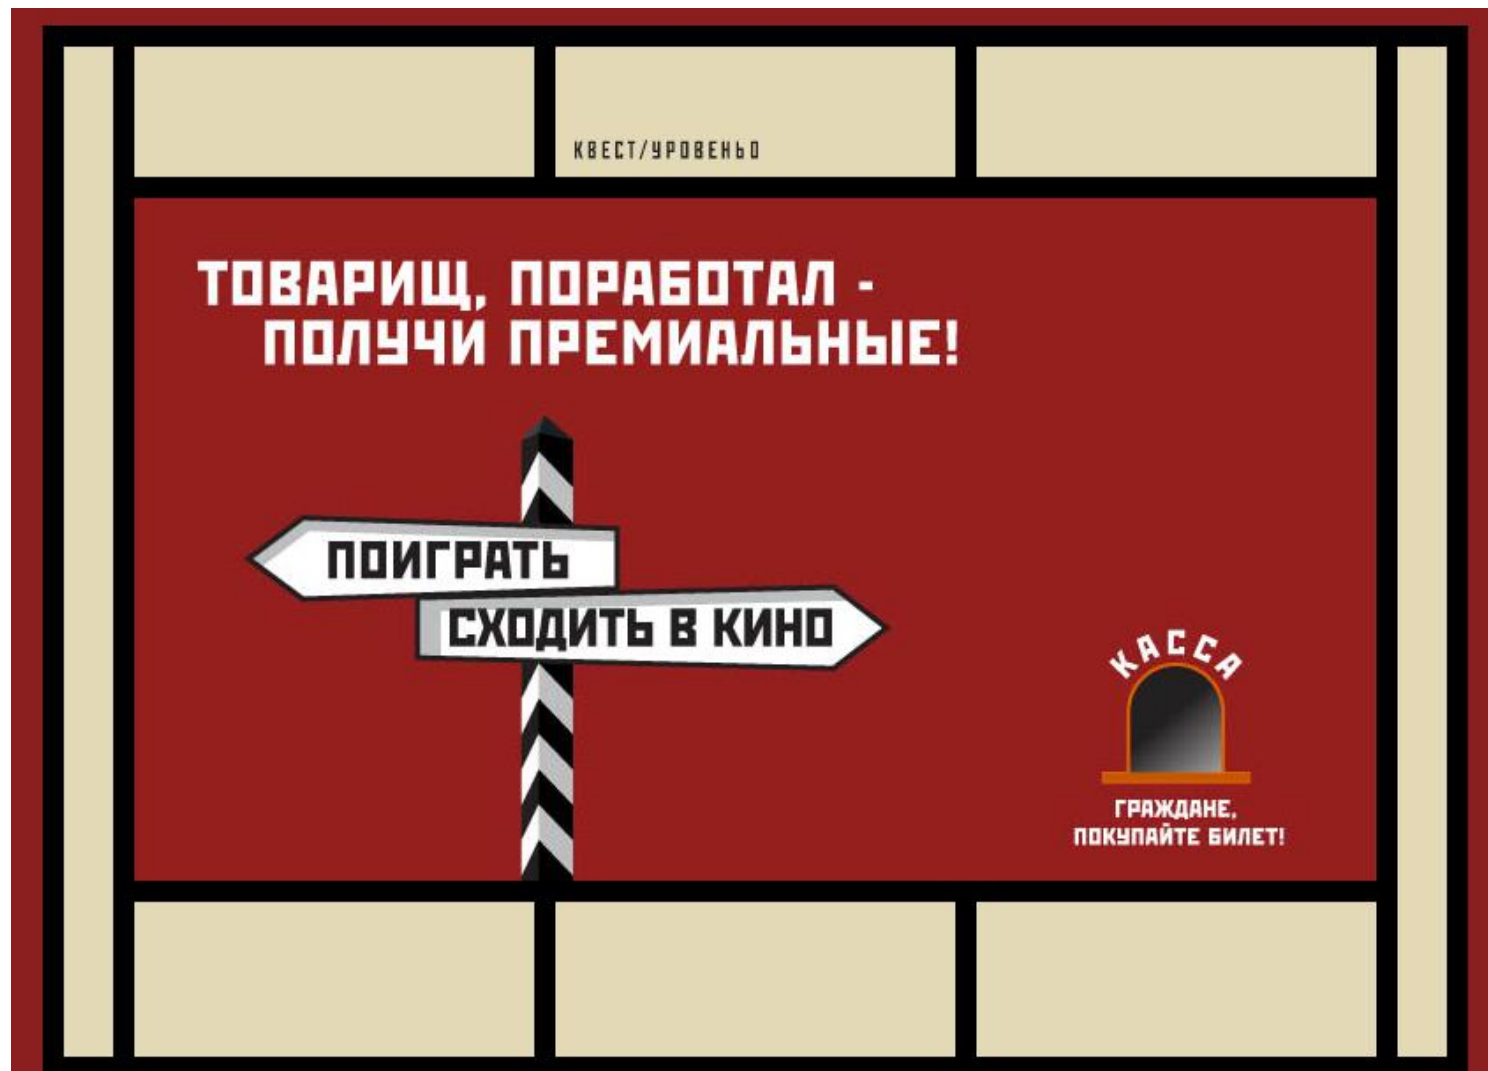 КВЕСТ/УРОВЕНЬ0
ТОВАРИЩ, ПОРАБОТАЛ -
ПОЛУЧИ ПРЕМИАЛЬНЫЕ!
ПОИГРАТЬ
СХОДИТЬ В КИНО
КАССА
ГРАЖДАНЕ,
ПОКУПАЙТЕ БИЛЕТ!